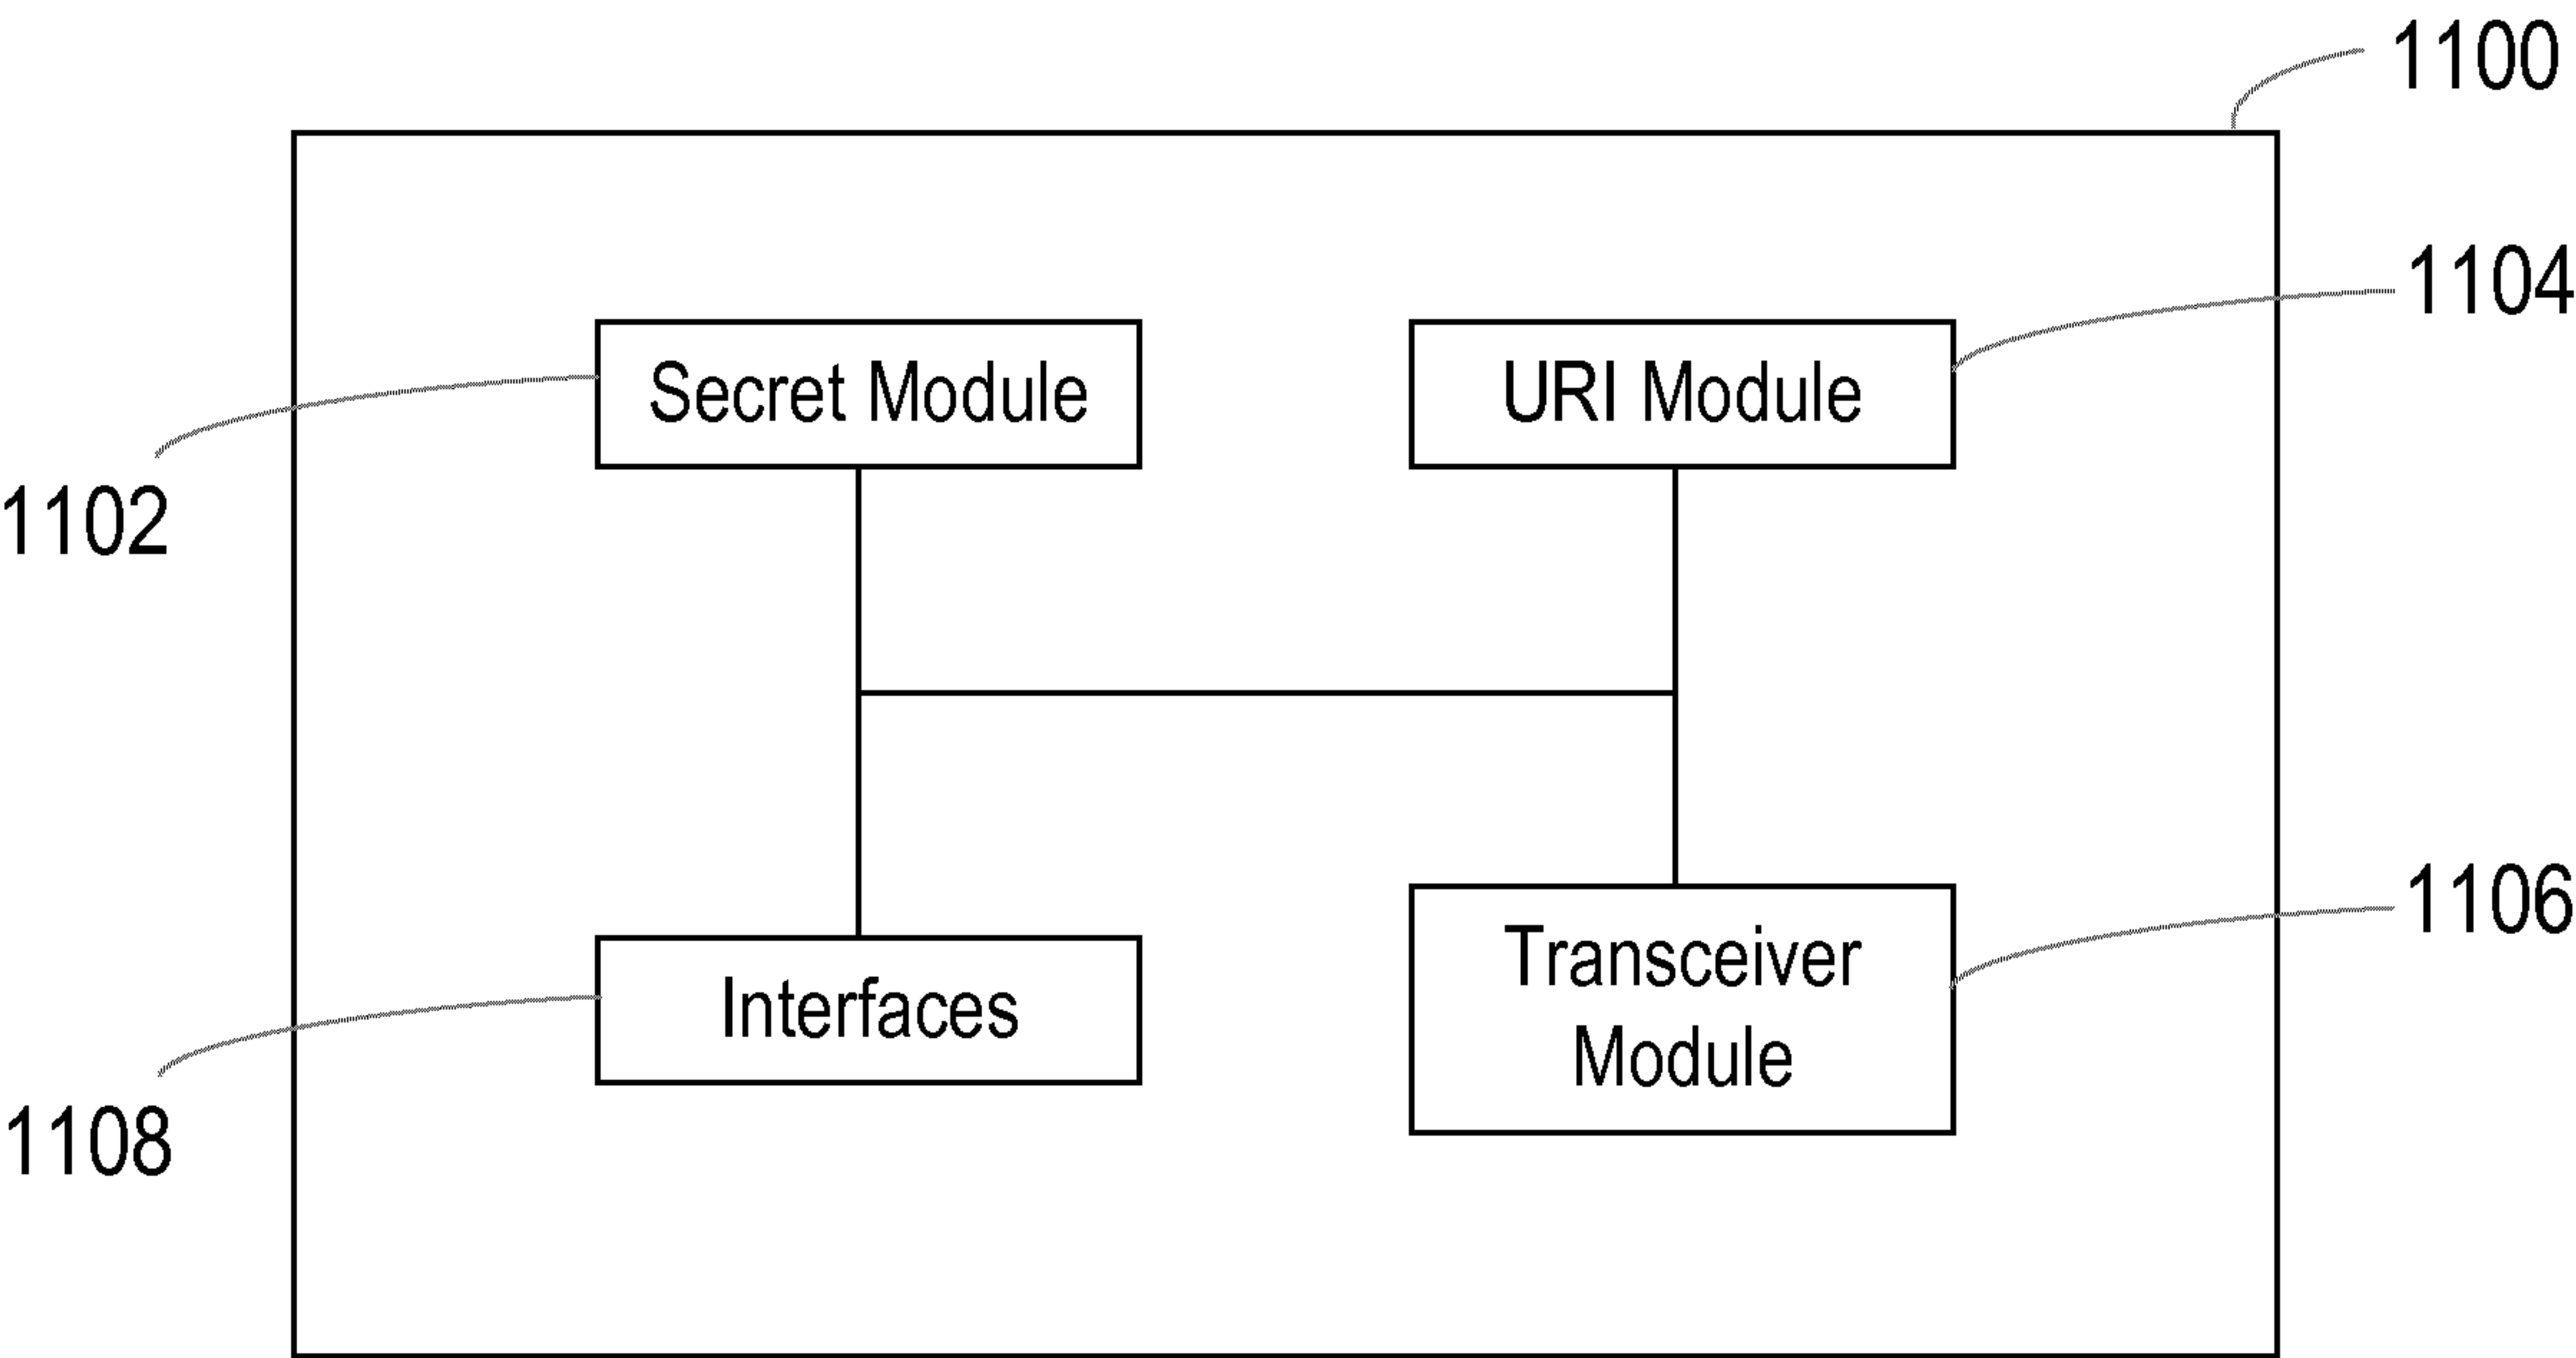 1100
1104
Secret Module
URI Module
1102
1106
Transceiver
Module
Interfaces
1108